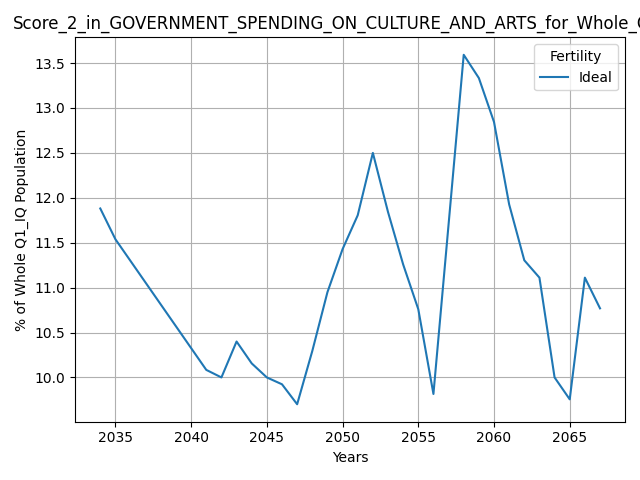 Score_2_in_GOVERNMENT_SPENDING_ON_CULTURE_AND_ARTS_for_Whole_
Fertility
Ideal
13.5
13.0
12.5
12.0
11.5
11.0
10.5
10.0
% of Whole Q1_IQ Population
2035 2040 2045 2050 2055 2060 2065
Years